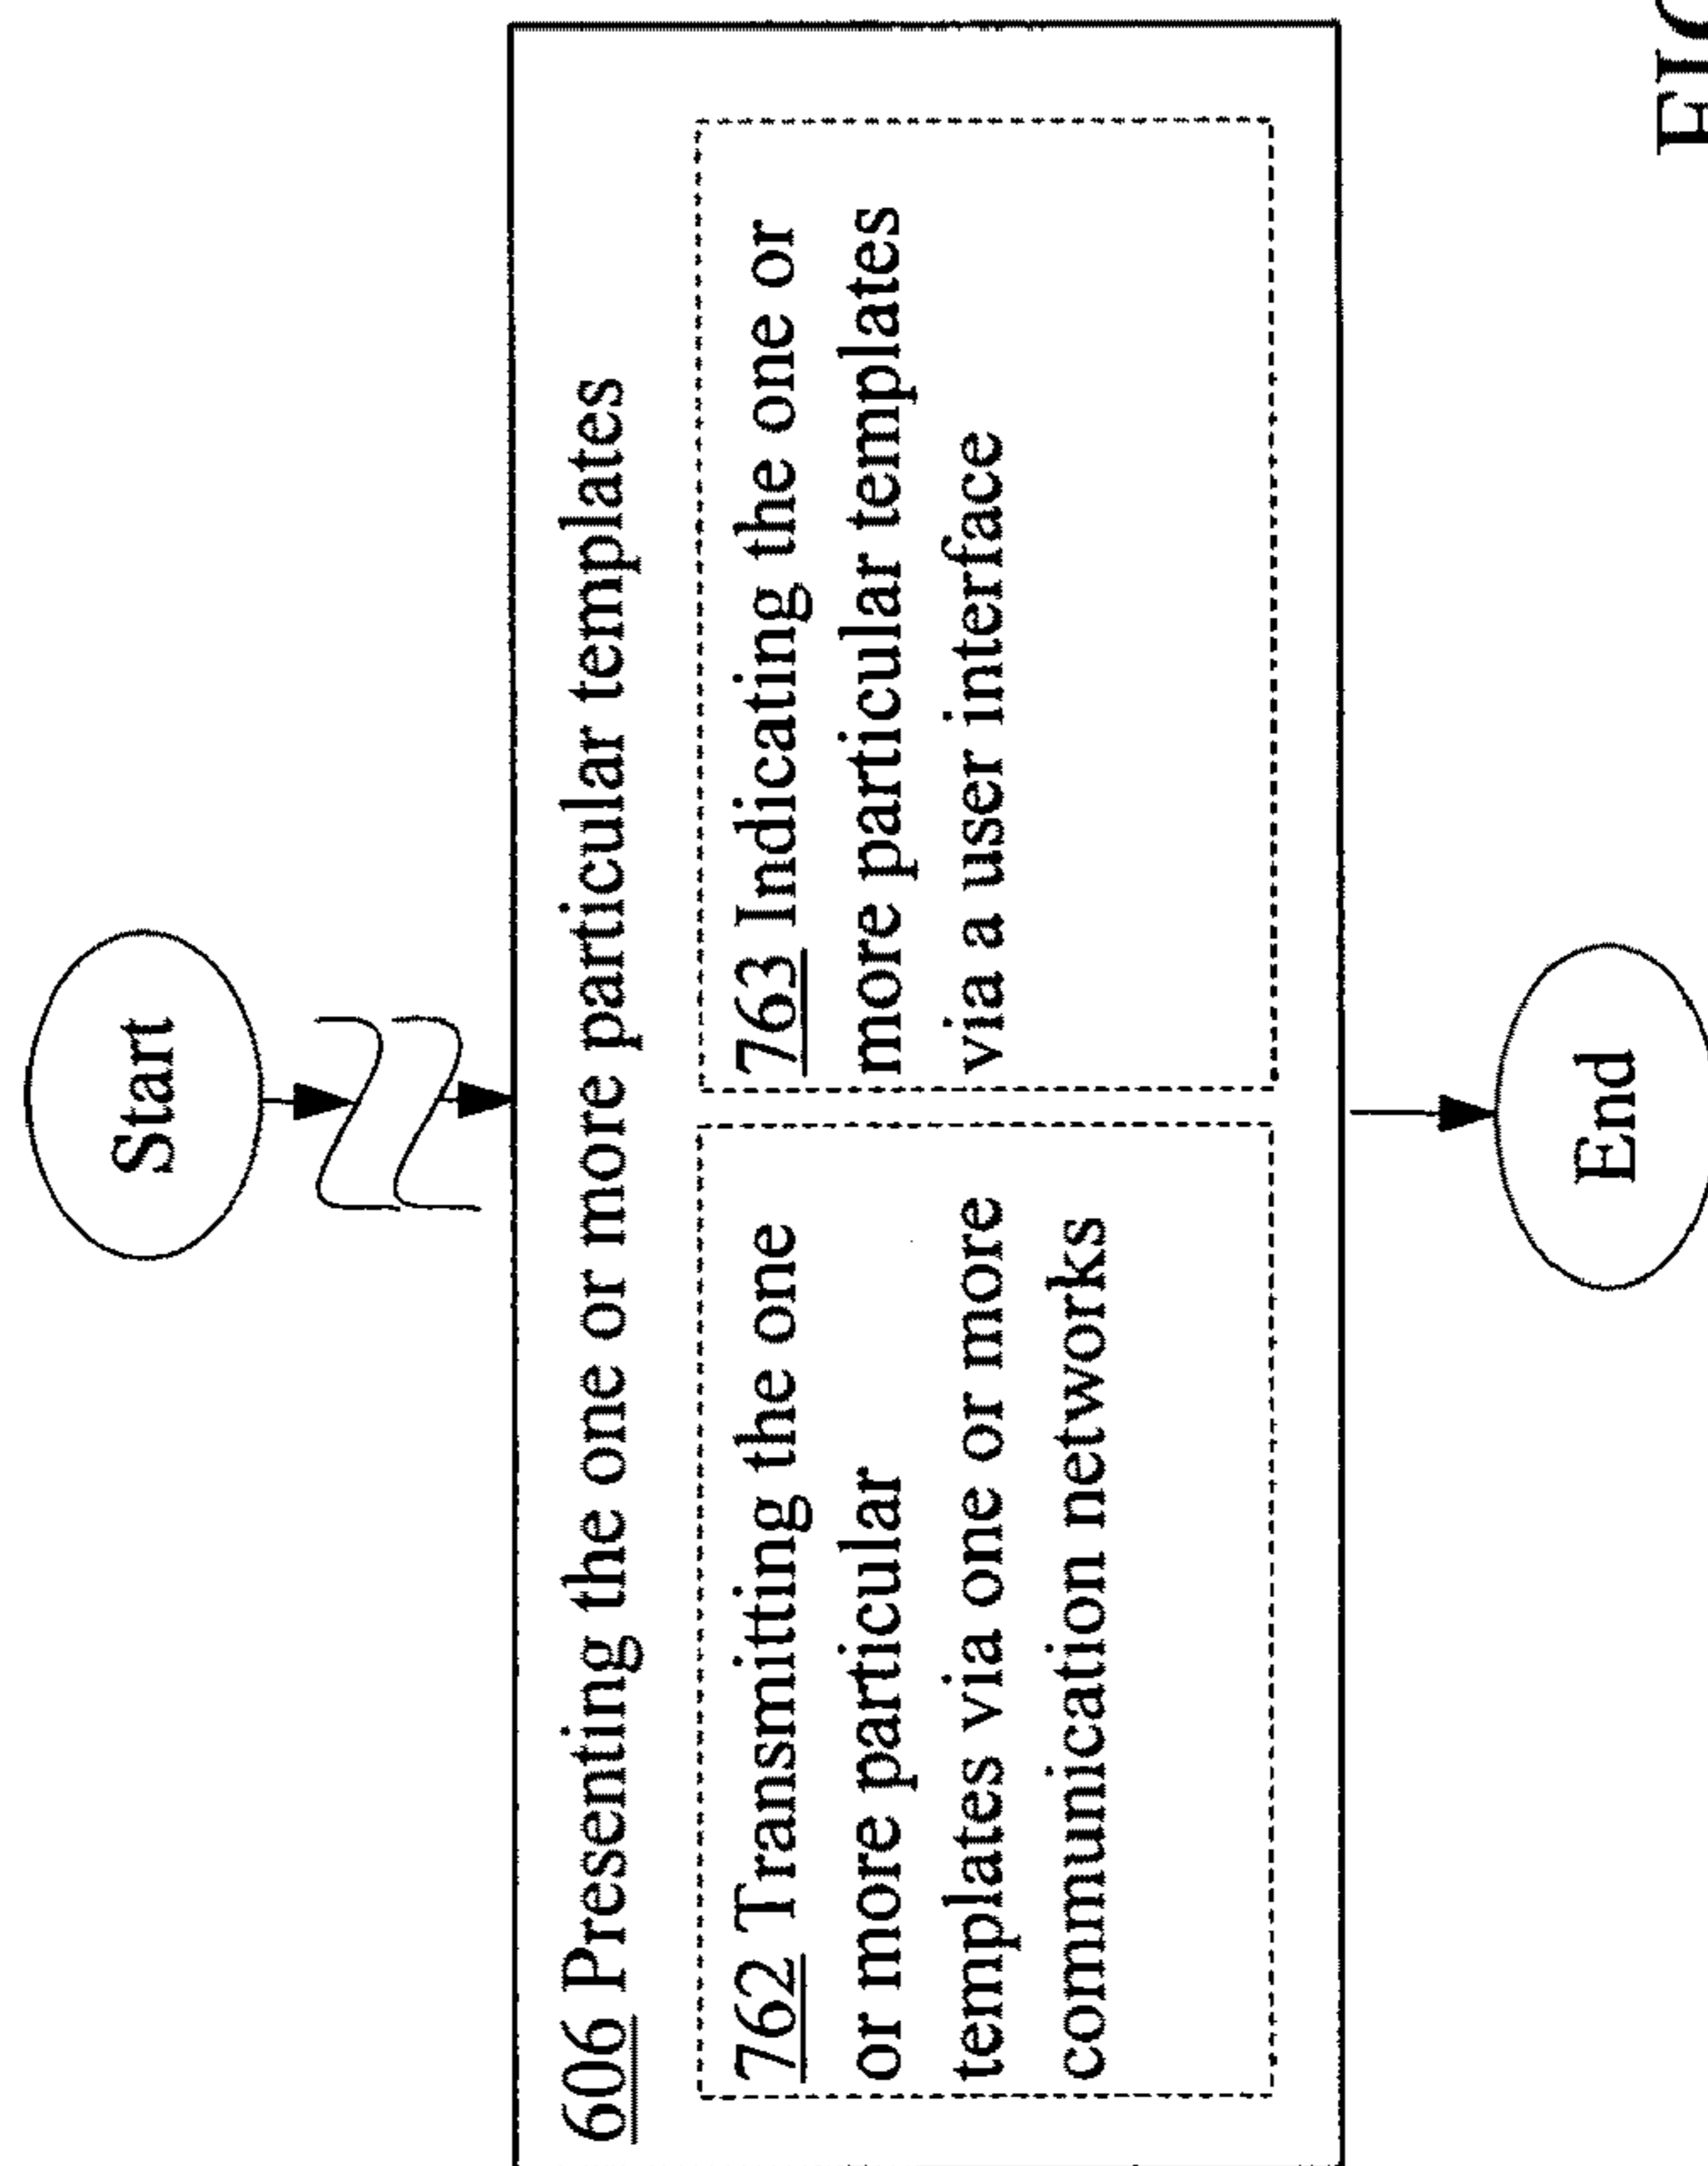 Start
606 Presenting the one or more particular templates
762 Transmitting the one
or more particular
templates via one or more
communication networks
763 Indicating the one or
more particular templates
via a user interface
End